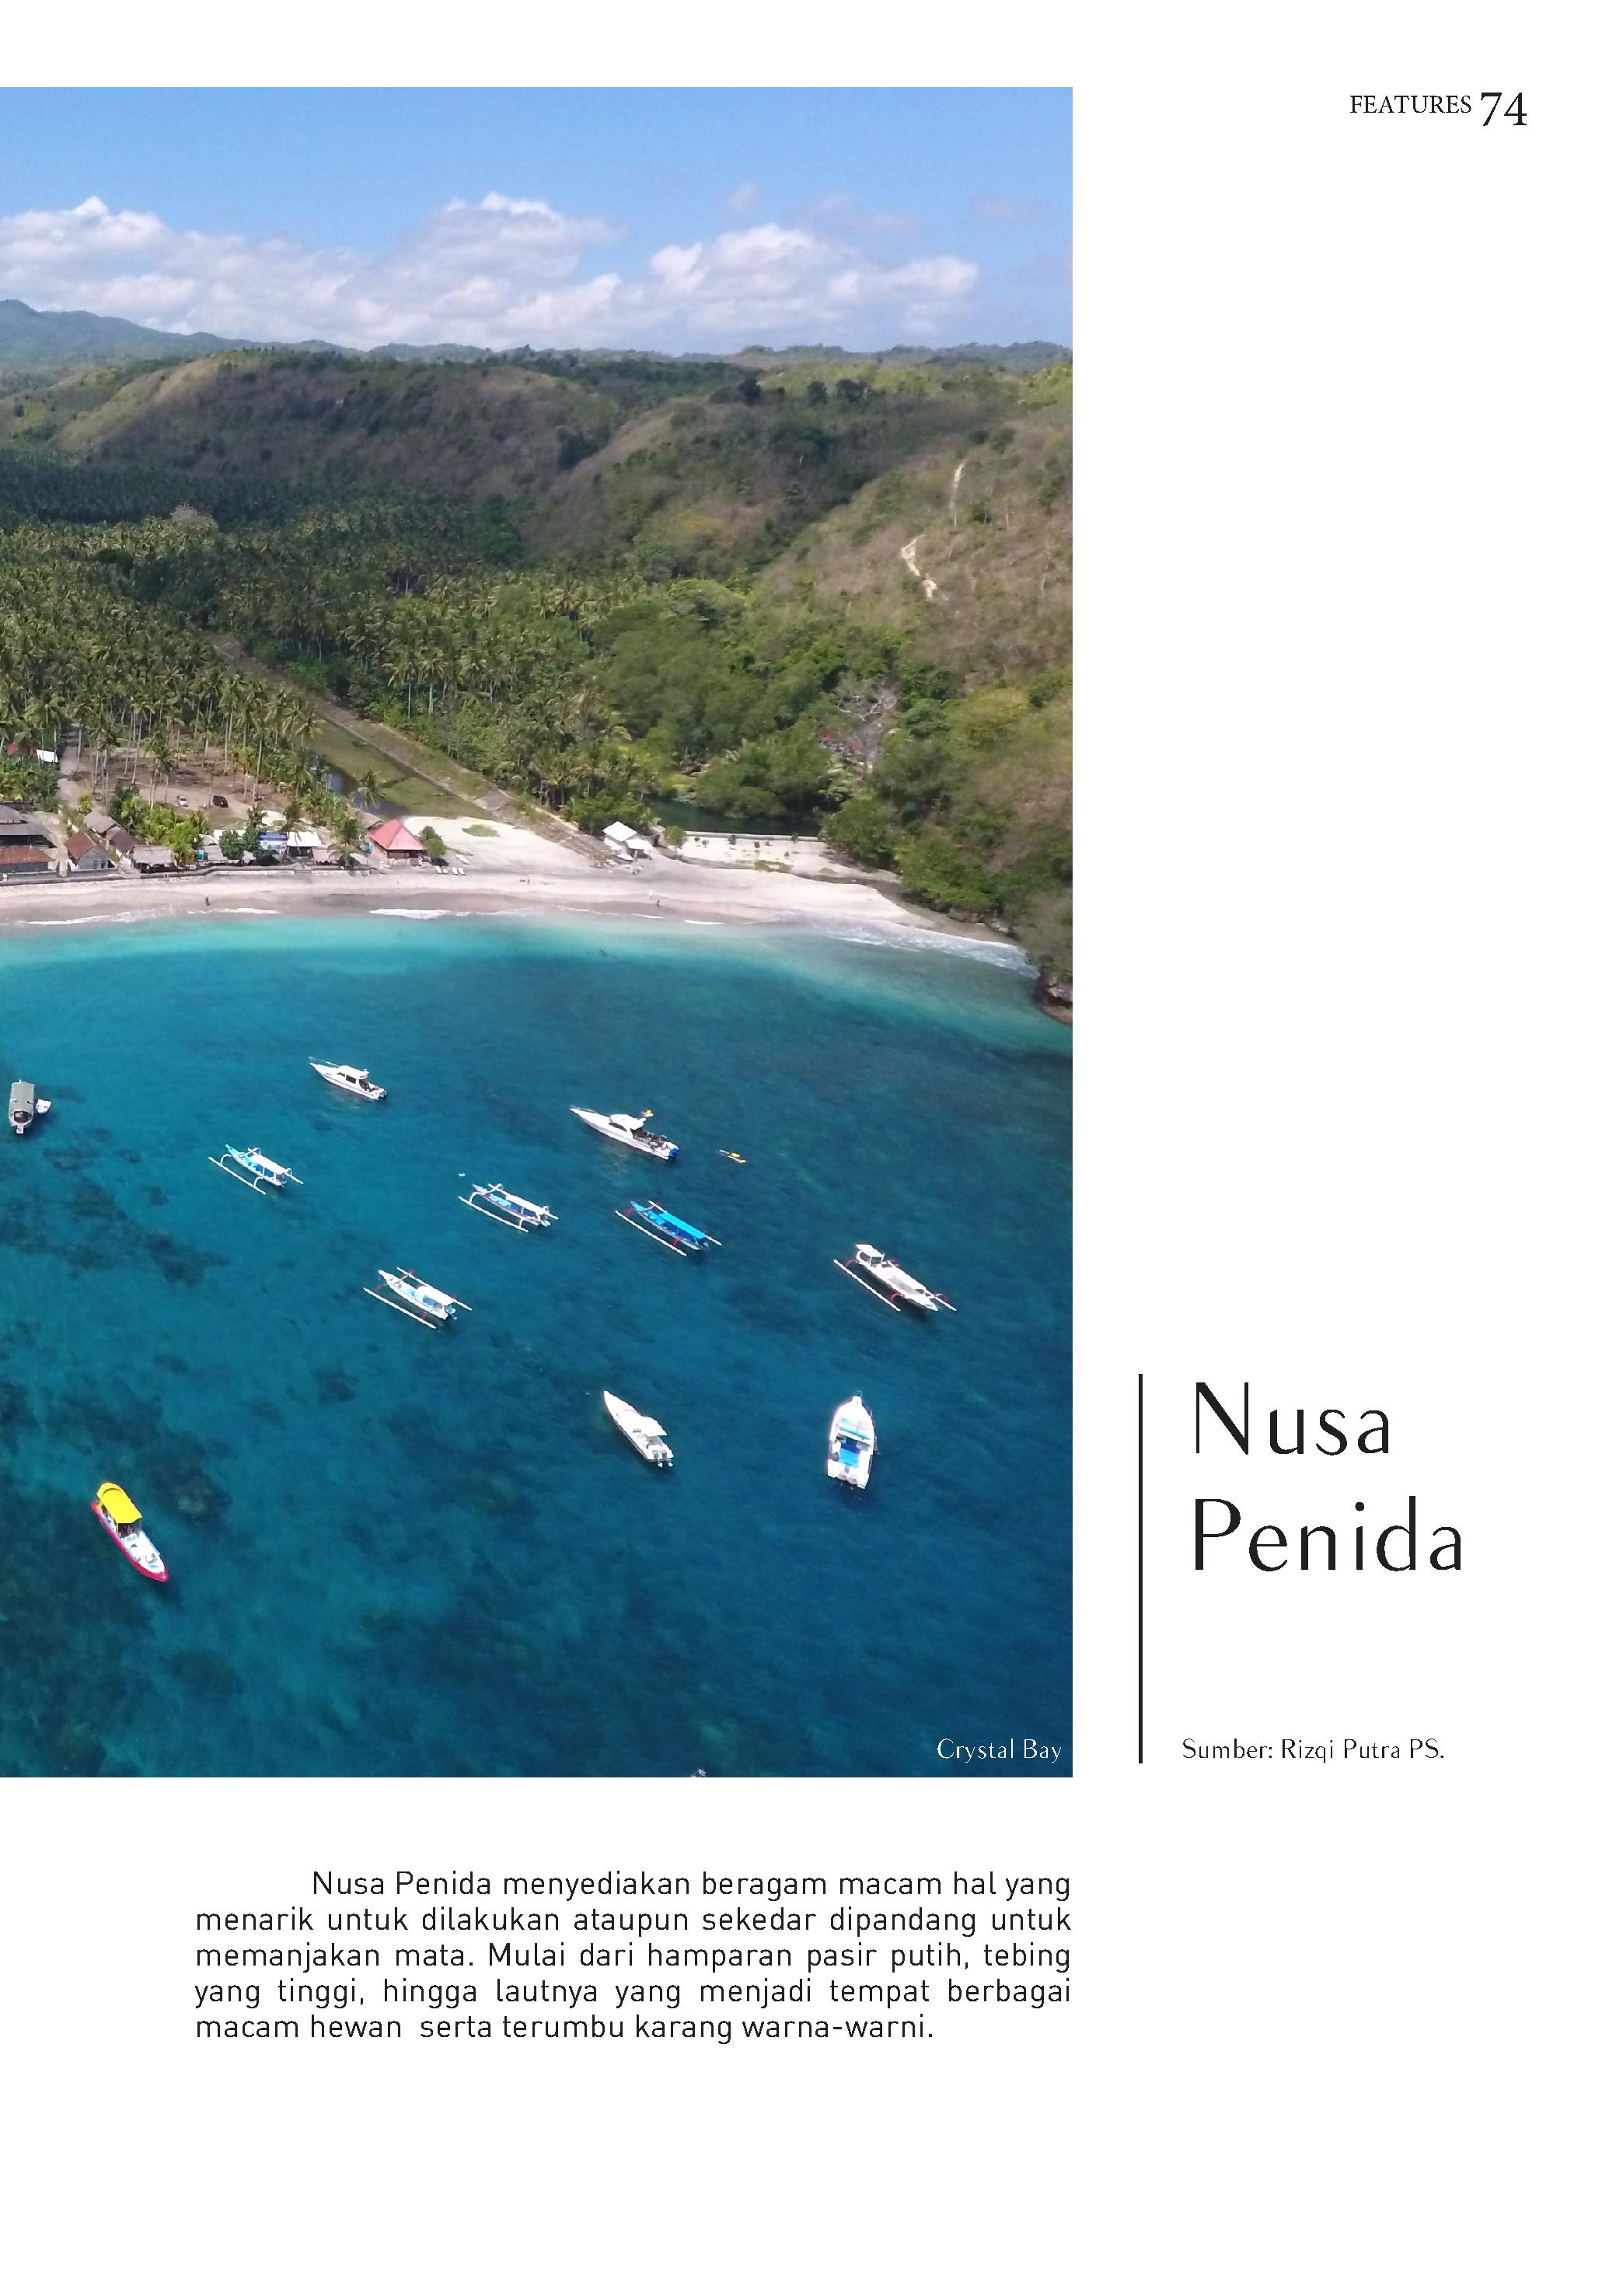 FEATURES 74
Nusa
Penida
Crystal Bay
Sumber: Rizqi Putra PS.
Nusa Penida menyediakan beragam macam hal yang
menarik untuk dilakukan ataupun sekedar dipandang untuk
memanjakan mata. Mulai dari hamparan pasir putih, tebing
yang tinggi, hingga lautnya yang menjadi tempat berbagai
macam hewan  serta terumbu karang warna-warni.